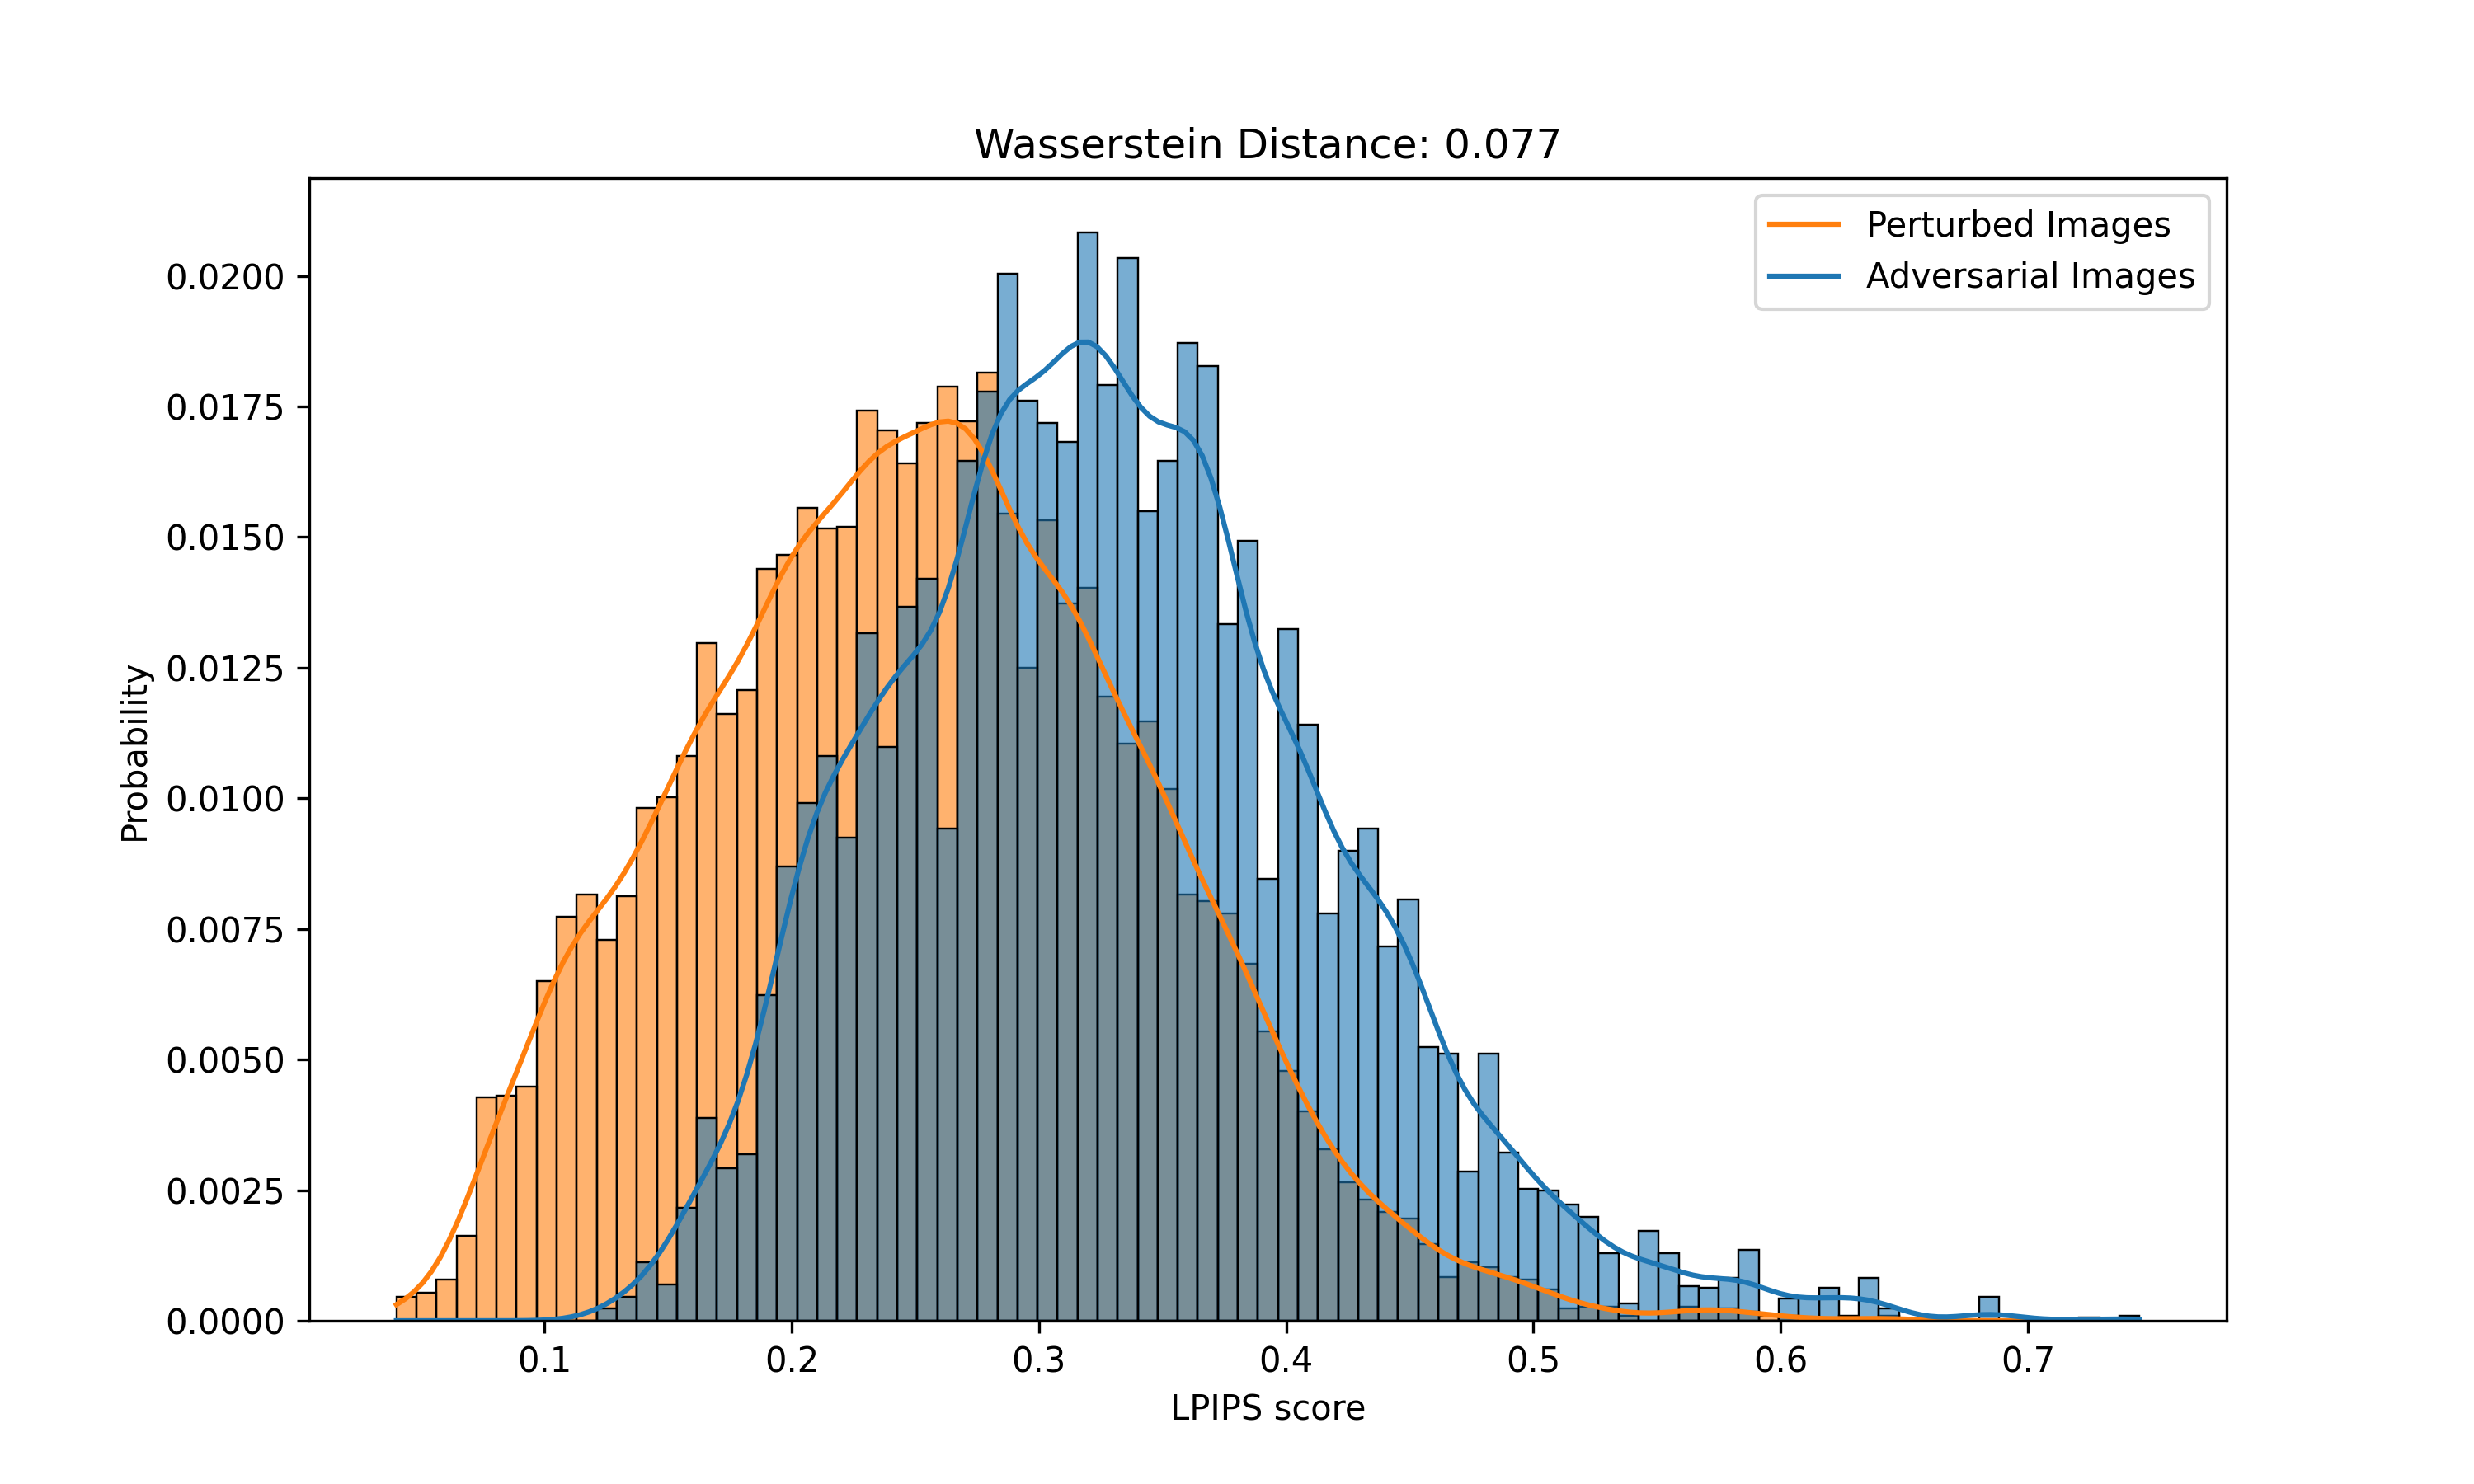 Wasserstein Distance: 0.077
Perturbed Images
Adversarial Images
Probability
0.0200
0.0175
0.0150
0.0125
0.0100
0.0075
0.0050
0.0025
0.0000
0.1 0.2 0.3 0.4 0.5 0.6 0.7
LPIPS score